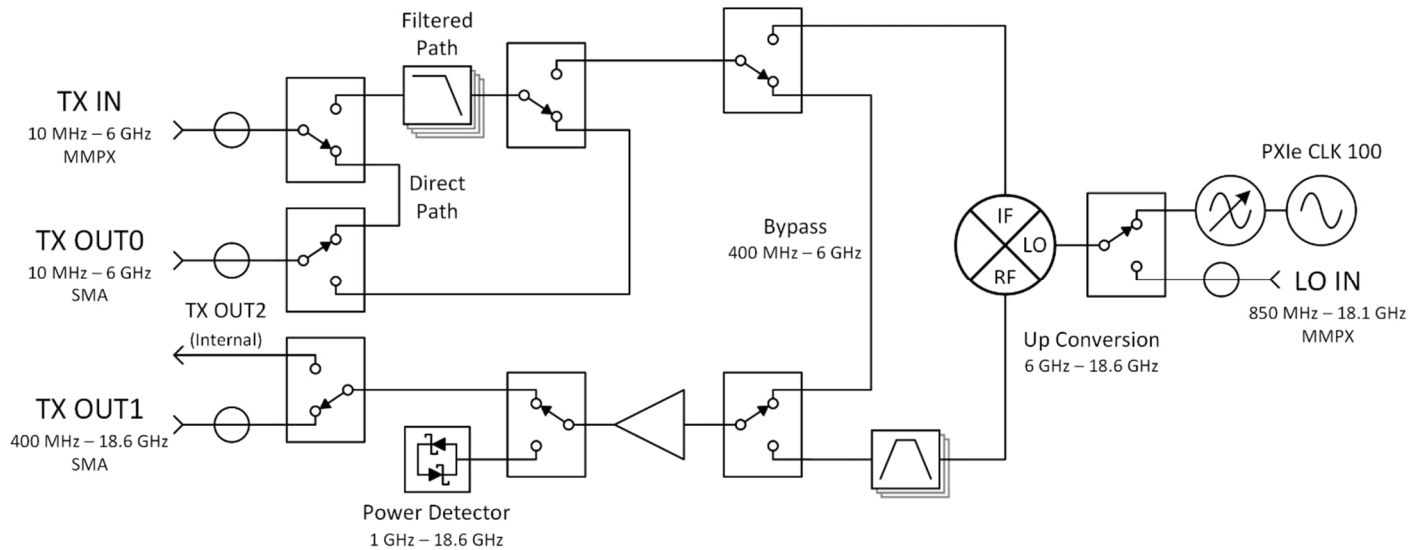 Filtered
Path
TX IN
10 MHz – 6 GHz
MMPX
Direct
Path
TX OUT0
10 MHz – 6 GHz
SMA
TX OUT2
(Internal)
TX OUT1
400 MHz – 18.6 GHz
SMA
Power Detector
1 GHz – 18.6 GHz
Bypass
400 MHz – 6 GHz
IF
LO
RF
Up Conversion
6 GHz – 18.6 GHz
PXIe CLK 100
LO IN
850 MHz – 18.1 GHz
MMPX